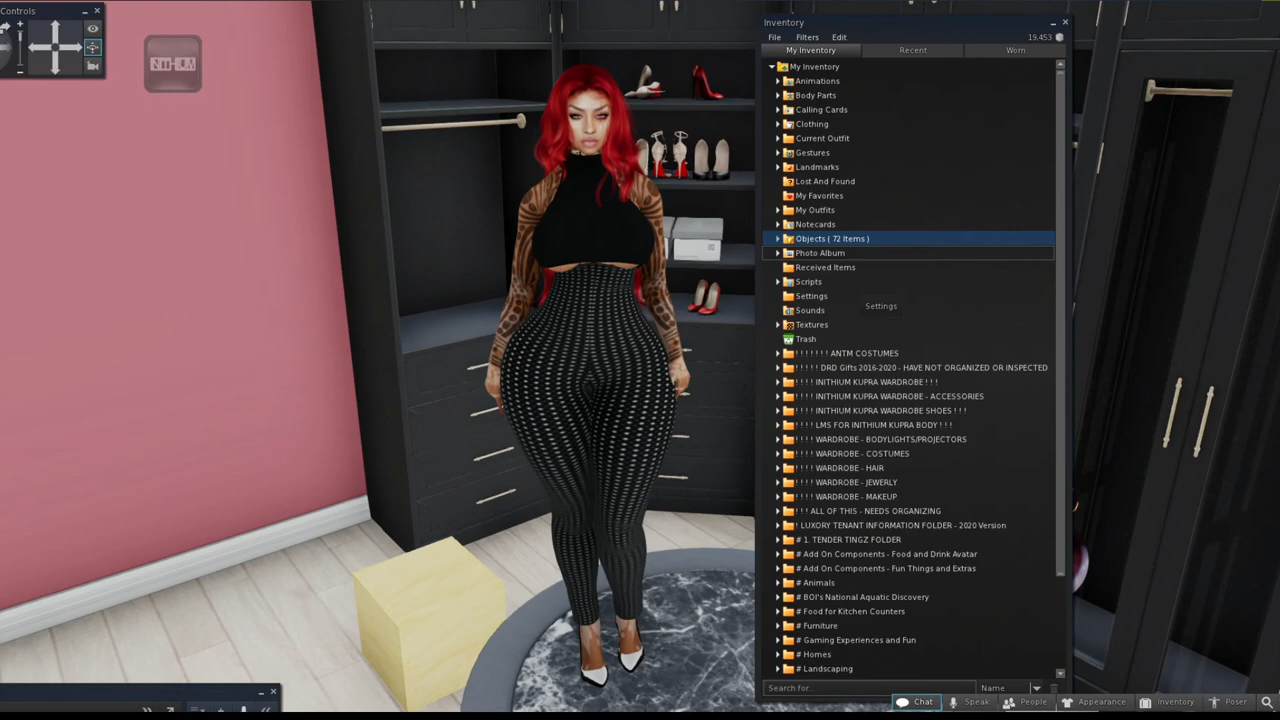 Controls
INITHIUM
Inventory
File Filters Edit 19,453
My Inventory Recent Worn
My Inventory
Animations
Body Parts
Calling Cards
Clothing
Current Outfit
Gestures
Landmarks
Lost And Found
My Favorites
My Outfits
Notecards
Objects ( 72 Items )
Photo Album
Received Items
Scripts
Settings
Settings
Sounds
Textures
Trash
! ! ! ! ! ! ! ANTM COSTUMES
! ! ! ! ! DRD Gifts 2016-2020 - HAVE NOT ORGANIZED OR INSPECTED
! ! ! ! INITHIUM KUPRA WARDROBE ! ! !
! ! ! ! INITHIUM KUPRA WARDROBE - ACCESSORIES
! ! ! ! INITHIUM KUPRA WARDROBE SHOES ! ! !
! ! ! ! LMS FOR INITHIUM KUPRA BODY ! ! !
! ! ! ! WARDROBE - BODYLIGHTS/PROJECTORS
! ! ! ! WARDROBE - COSTUMES
! ! ! ! WARDROBE - HAIR
! ! ! ! WARDROBE - JEWERLY
! ! ! ! WARDROBE - MAKEUP
! ! ! ALL OF THIS - NEEDS ORGANIZING
! LUXORY TENANT INFORMATION FOLDER - 2020 Version
# 1. TENDER TINGZ FOLDER
# Add On Components - Food and Drink Avatar
# Add On Components - Fun Things and Extras
# Animals
# BOI's National Aquatic Discovery
# Food for Kitchen Counters
# Furniture
# Gaming Experiences and Fun
# Homes
# Landscaping
Search for... Name
Chat Speak People Appearance Inventory Poser